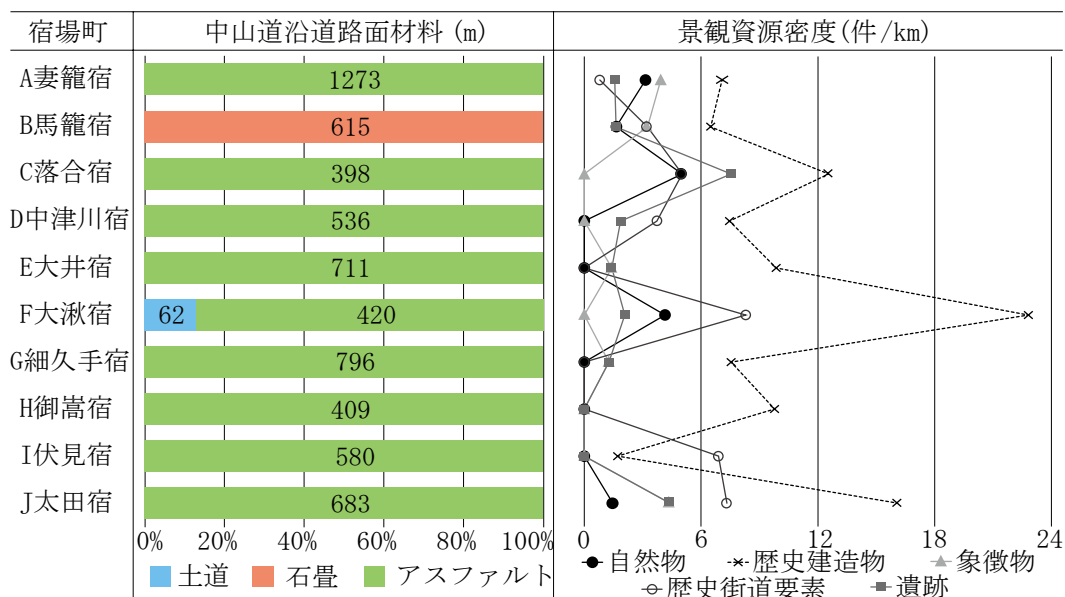 宿場町 中山道沿道路面材料 (m) 景観資源密度(件/km)
A妻籠宿 1273
B馬籠宿 615
C落合宿 398
D中津川宿 536
E大井宿 711
F大湫宿 62 420
G細久手宿 796
H御嵩宿 409
I伏見宿 580
J太田宿 683
0% 20% 40% 60% 80% 100% 0 6 12 18 24
土道 石畳 アスファルト 自然物 歴史建造物 象徴物
歴史街道要素 遺跡